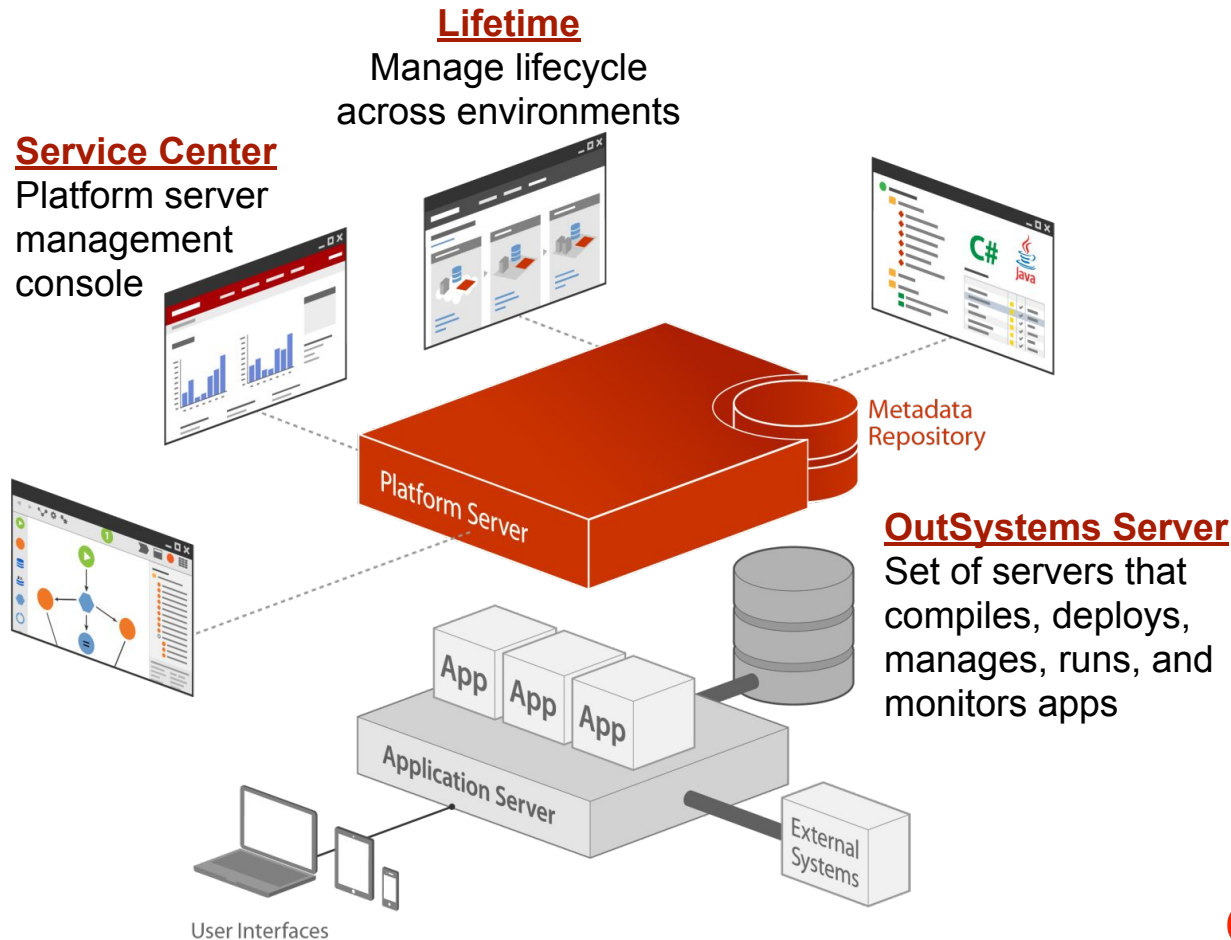 Lifetime
Manage lifecycle
across environments
Service Center
Platform server
management
console
C#
Java
Metadata
Repository
Platform Server
1
OutSystems Server
Set of servers that
compiles, deploys,
manages, runs, and
monitors apps
App
App
App
Application Server
External
Systems
User Interfaces